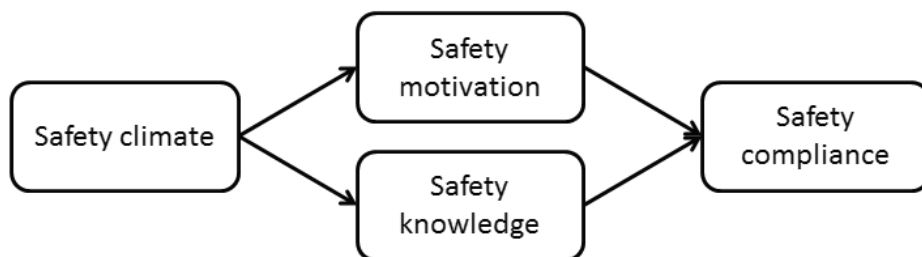 Safety climate
Safety
motivation
Safety
knowledge
Safety
compliance